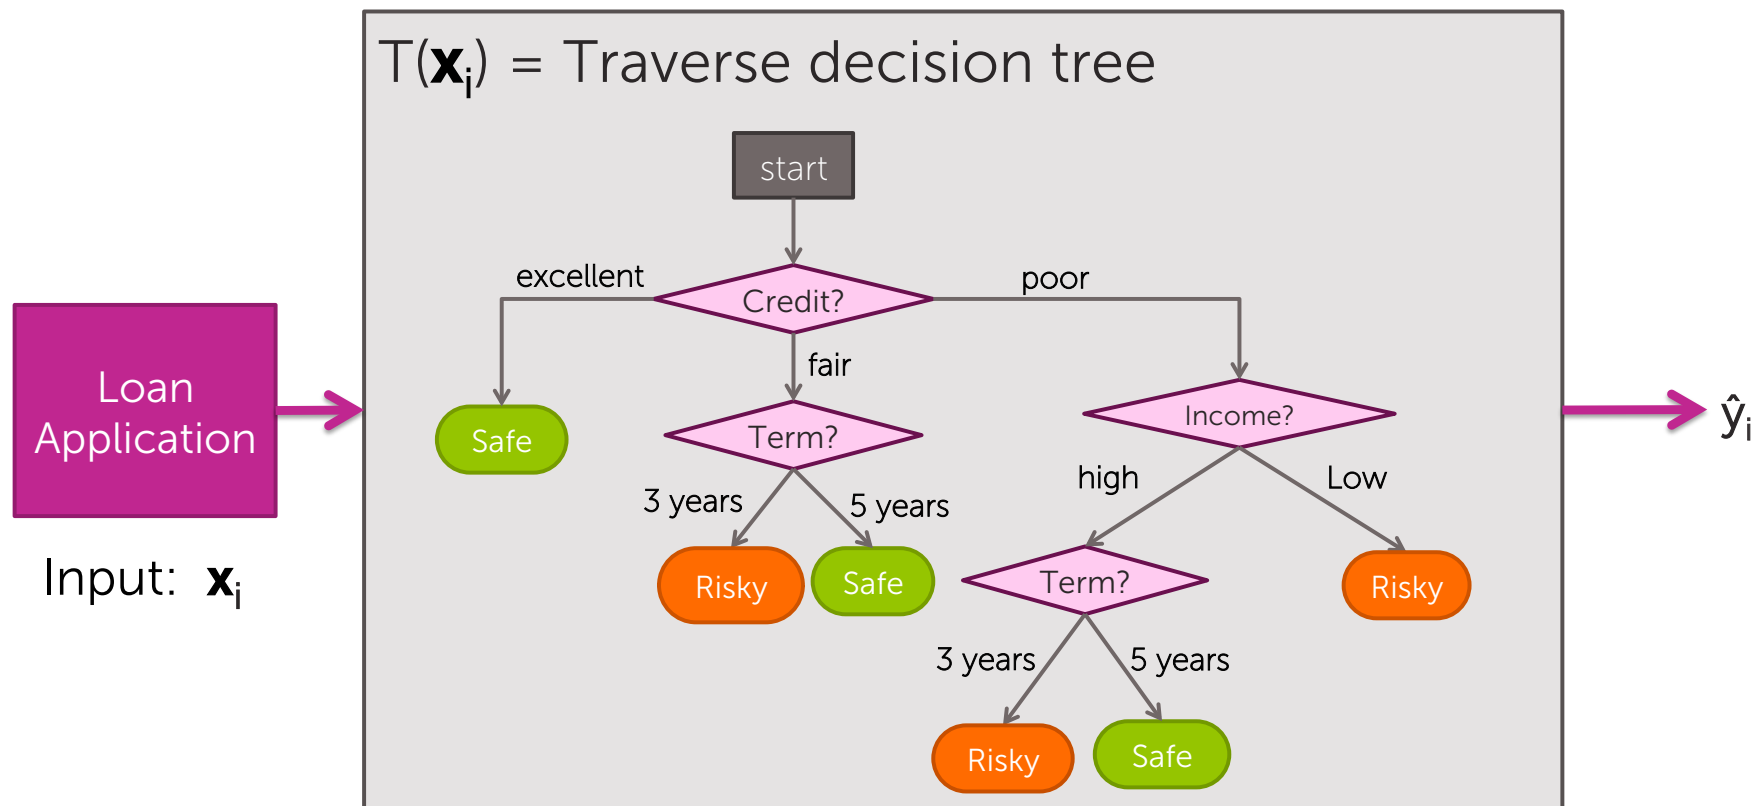 T(xᵢ) = Traverse decision tree
start
excellent
poor
Credit?
fair
Loan
Application
Input: xᵢ
Safe
Term?
Income?
3 years
5 years
high
Low
Risky
Safe
Term?
Risky
3 years
5 years
Risky
Safe
ŷᵢ